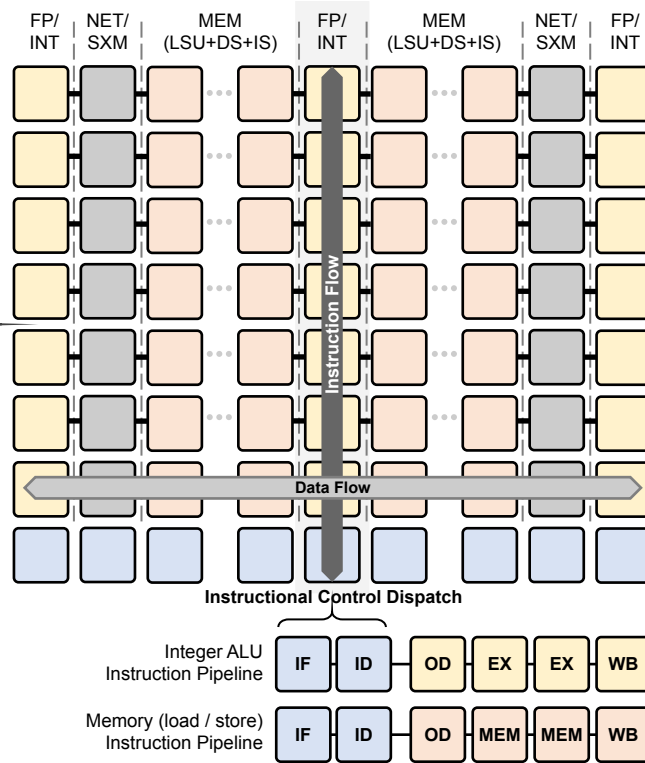 FP/ NET/ MEM FP/ MEM NET/ FP/
INT SXM (LSU+DS+IS) INT (LSU+DS+IS) SXM INT
Instruction Flow
Data Flow
Instructional Control Dispatch
Integer ALU
Instruction Pipeline
IF ID OD EX EX WB
Memory (load / store)
Instruction Pipeline
IF ID OD MEM MEM WB